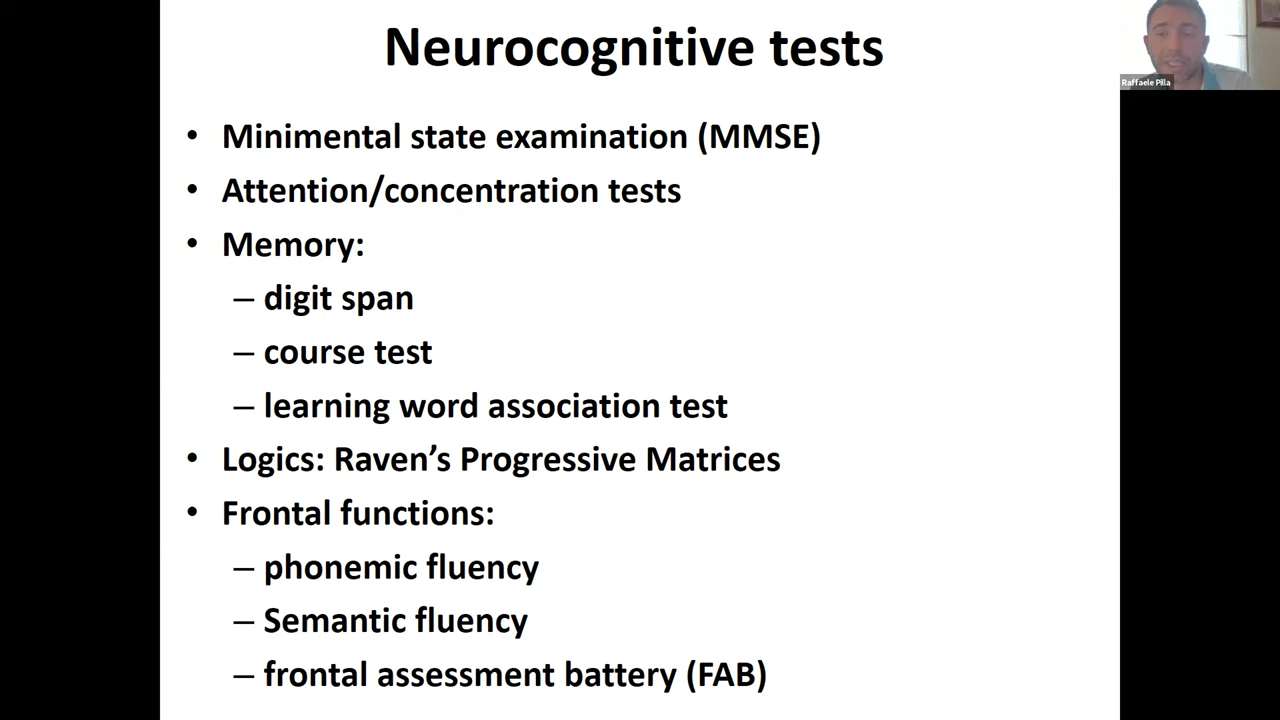 Neurocognitive tests
Raffaele Pilla
• Minimental state examination (MMSE)
• Attention/concentration tests
• Memory:
– digit span
– course test
– learning word association test
• Logics: Raven’s Progressive Matrices
• Frontal functions:
– phonemic fluency
– Semantic fluency
– frontal assessment battery (FAB)